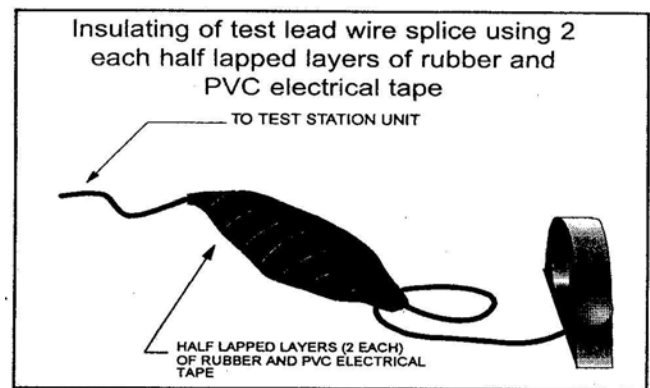 Insulating of test lead wire splice using 2
each half lapped layers of rubber and
PVC electrical tape
TO TEST STATION UNIT
HALF LAPPED LAYERS (2 EACH)
OF RUBBER AND PVC ELECTRICAL
TAPE